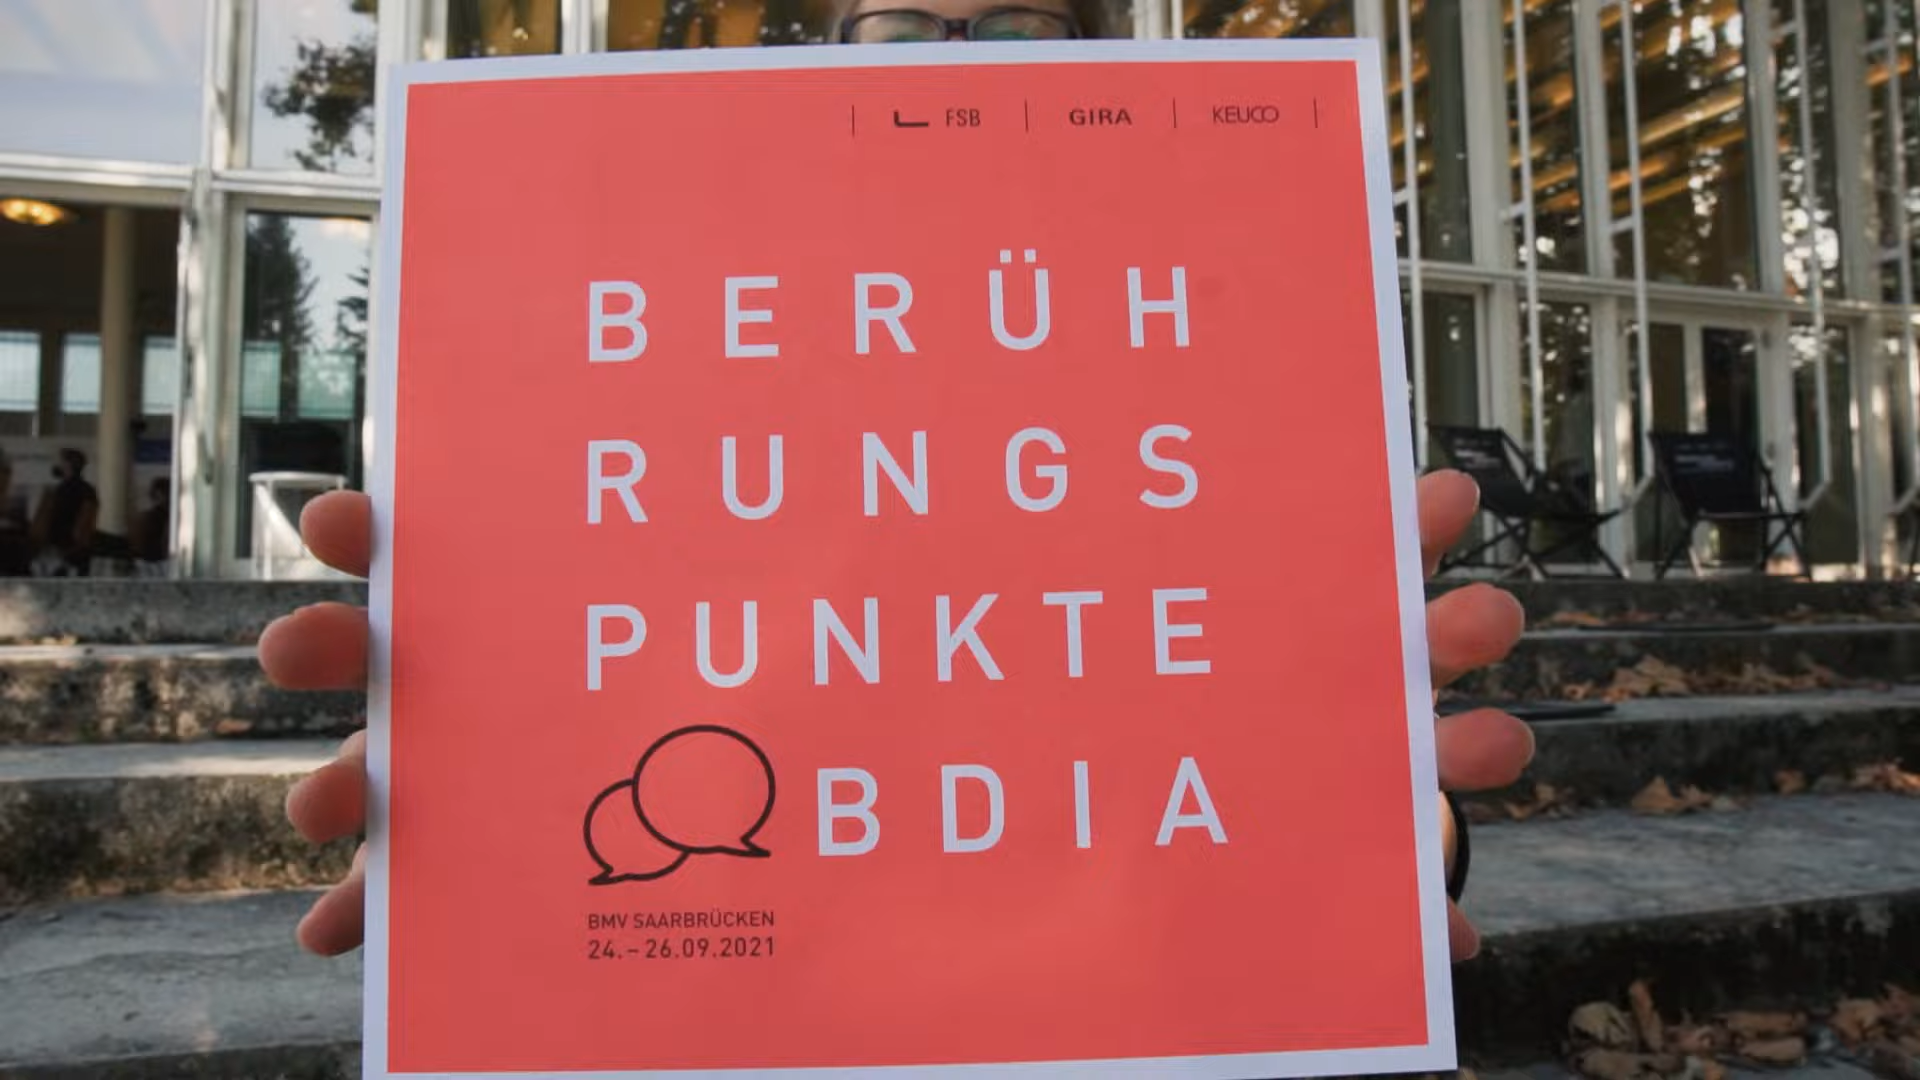 FSB | GIRA | KEUCO
BERÜH
RUNGS
PUNKTE
BDIA
BMV SAARBRÜCKEN
24.–26.09.2021